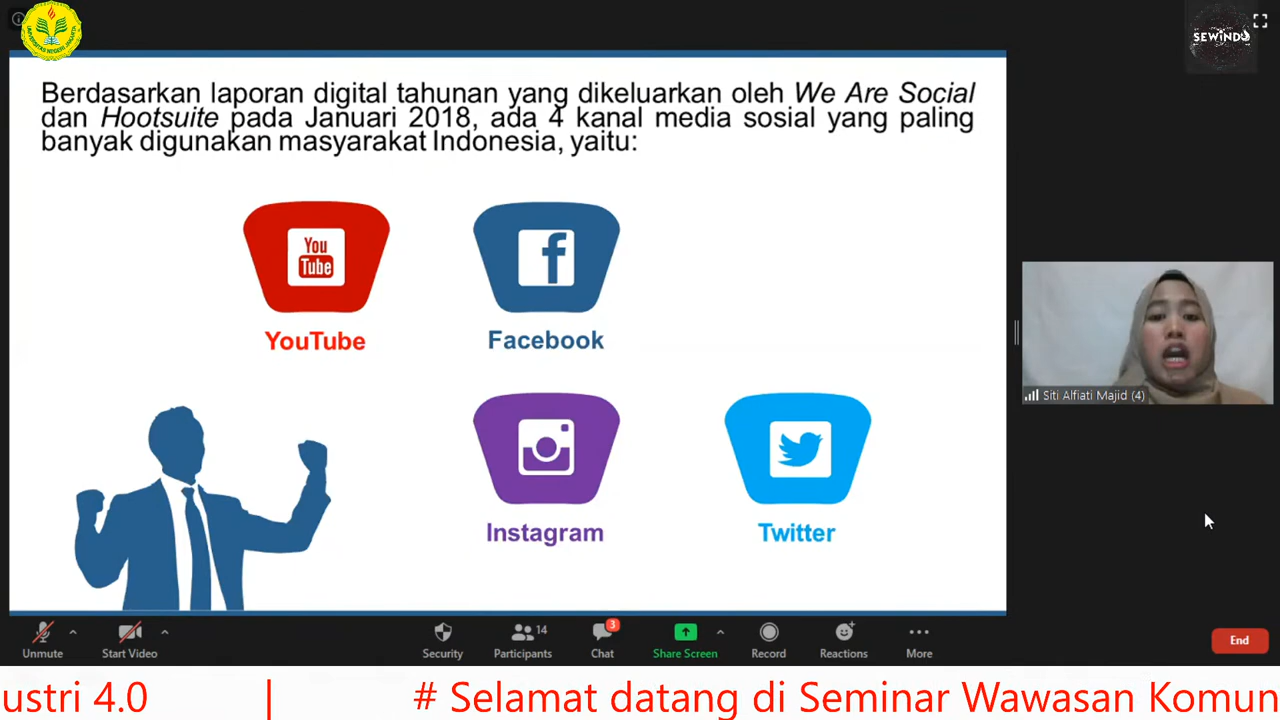 UNIVERSITAS NEGERI JAKARTA
SEWINDU
Berdasarkan laporan digital tahunan yang dikeluarkan oleh We Are Social
dan Hootsuite pada Januari 2018, ada 4 kanal media sosial yang paling
banyak digunakan masyarakat Indonesia, yaitu:
You
Tube
f
YouTube
Facebook
Siti Alfiati Majid (4)
Instagram
Twitter
Unmute
Start Video
Security
14
Participants
3
Chat
Share Screen
Record
Reactions
More
End
ustri 4.0 | # Selamat datang di Seminar Wawasan Komun